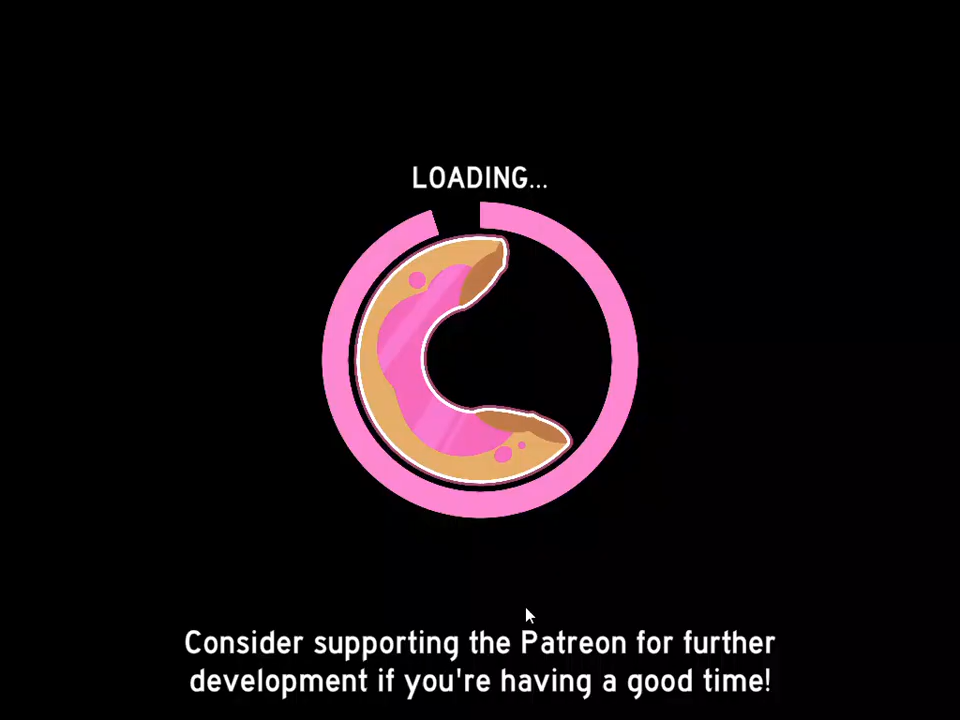 LOADING...
Consider supporting the Patreon for further
development if you're having a good time!